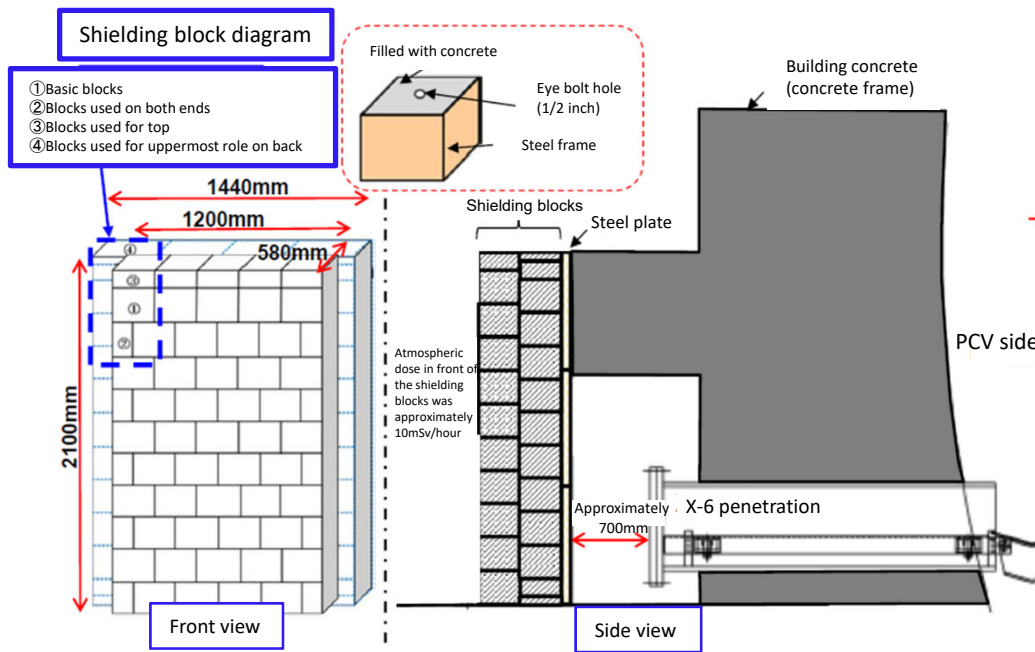 Shielding block diagram
①Basic blocks
②Blocks used on both ends
③Blocks used for top
④Blocks used for uppermost role on back
Filled with concrete
Eye bolt hole
(1/2 inch)
Steel frame
Building concrete
(concrete frame)
1440mm
1200mm
580mm
2100mm
④
③
①
②
Front view
Shielding blocks
Steel plate
Atmospheric
dose in front of
the shielding
blocks was
approximately
10mSv/hour
PCV side
Approximately
700mm
X-6 penetration
Side view